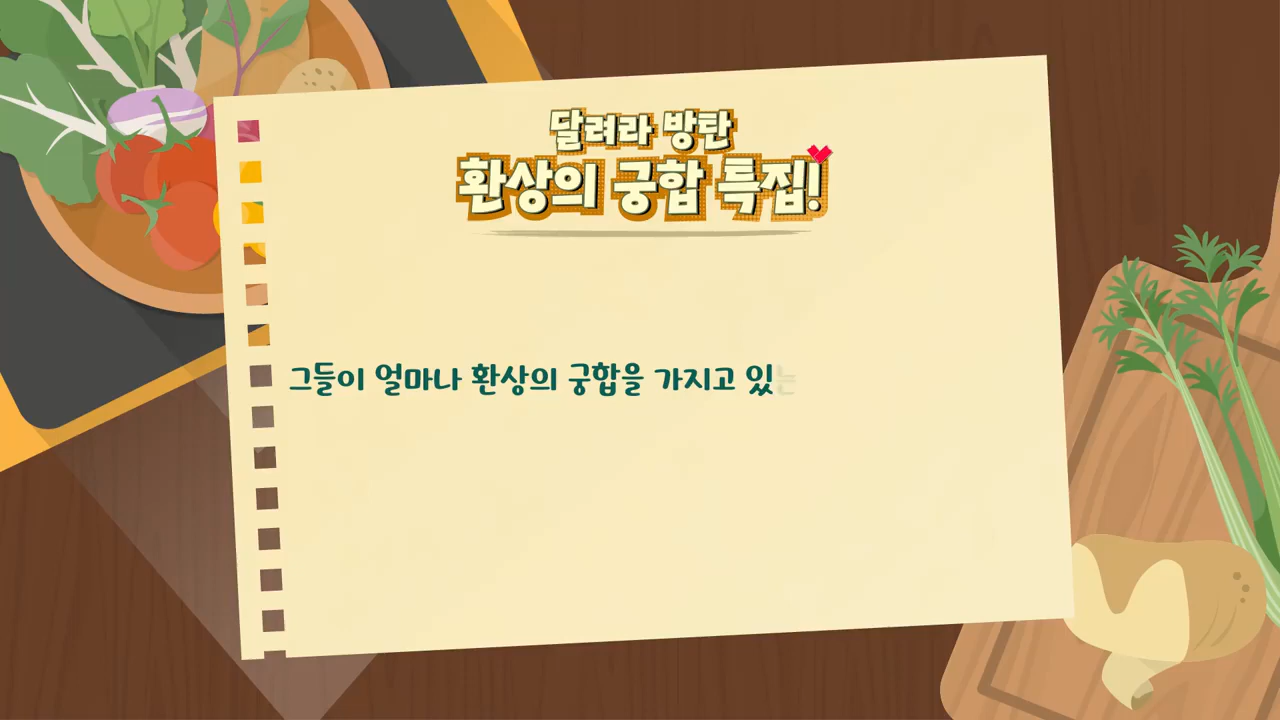 달려라 방탄
환상의 궁합 특집!
그들이 얼마나 환상의 궁합을 가지고 있는